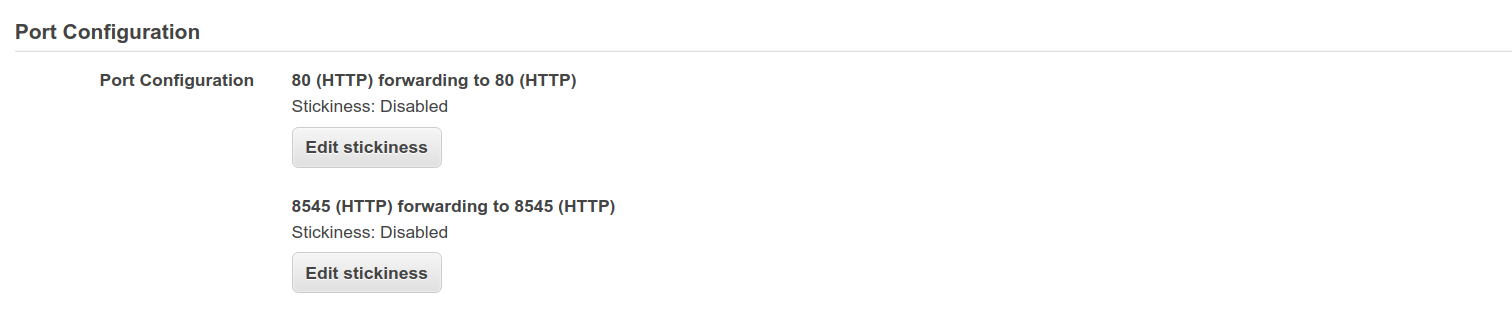 Port Configuration
Port Configuration
80 (HTTP) forwarding to 80 (HTTP)
Stickiness: Disabled
Edit stickiness
8545 (HTTP) forwarding to 8545 (HTTP)
Stickiness: Disabled
Edit stickiness